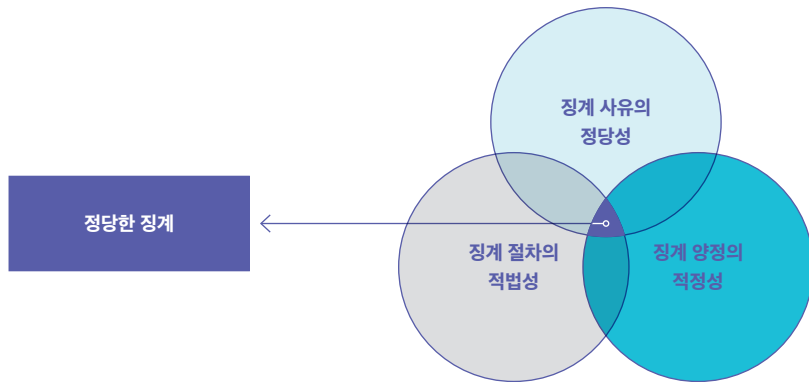 징계 사유의
정당성
정당한 징계
징계 절차의
적법성
징계 양정의
적정성